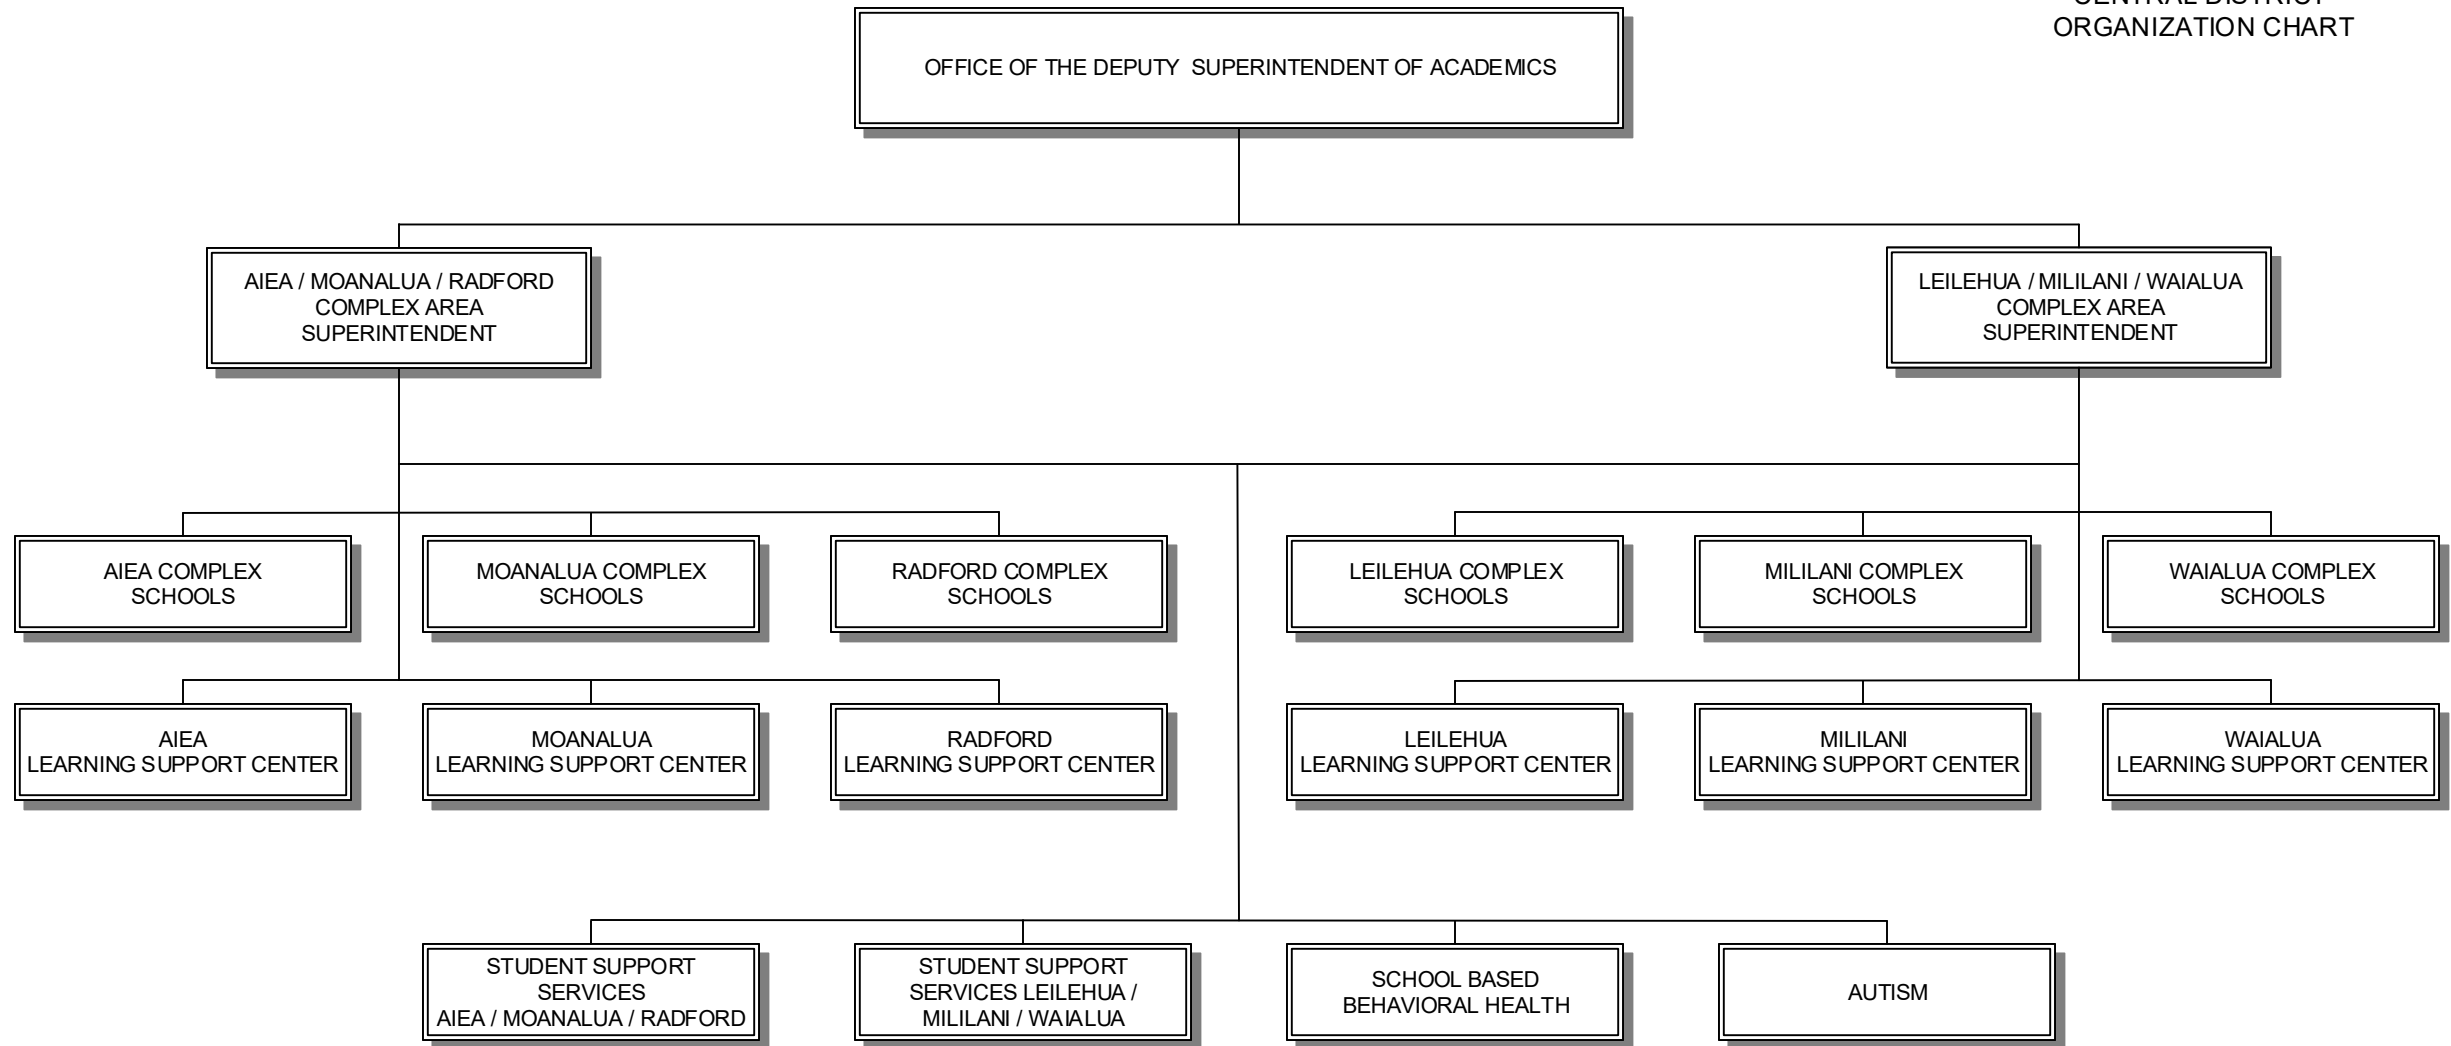 CENTRAL DISTRICT
ORGANIZATION CHART
OFFICE OF THE DEPUTY SUPERINTENDENT OF ACADEMICS
AIEA / MOANALUA / RADFORD
COMPLEX AREA
SUPERINTENDENT
LEILEHUA / MILILANI / WAIALUA
COMPLEX AREA
SUPERINTENDENT
AIEA COMPLEX
SCHOOLS
MOANALUA COMPLEX
SCHOOLS
RADFORD COMPLEX
SCHOOLS
LEILEHUA COMPLEX
SCHOOLS
MILILANI COMPLEX
SCHOOLS
WAIALUA COMPLEX
SCHOOLS
AIEA
LEARNING SUPPORT CENTER
MOANALUA
LEARNING SUPPORT CENTER
RADFORD
LEARNING SUPPORT CENTER
LEILEHUA
LEARNING SUPPORT CENTER
MILILANI
LEARNING SUPPORT CENTER
WAIALUA
LEARNING SUPPORT CENTER
STUDENT SUPPORT
SERVICES
AIEA / MOANALUA / RADFORD
STUDENT SUPPORT
SERVICES LEILEHUA /
MILILANI / WAIALUA
SCHOOL BASED
BEHAVIORAL HEALTH
AUTISM